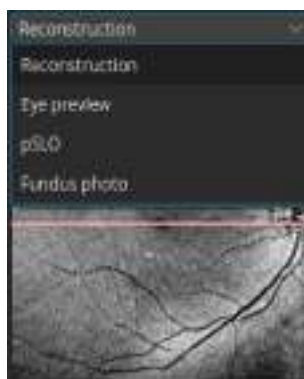 Reconstruction
Reconstruction
Eye preview
pSLO
Fundus photo